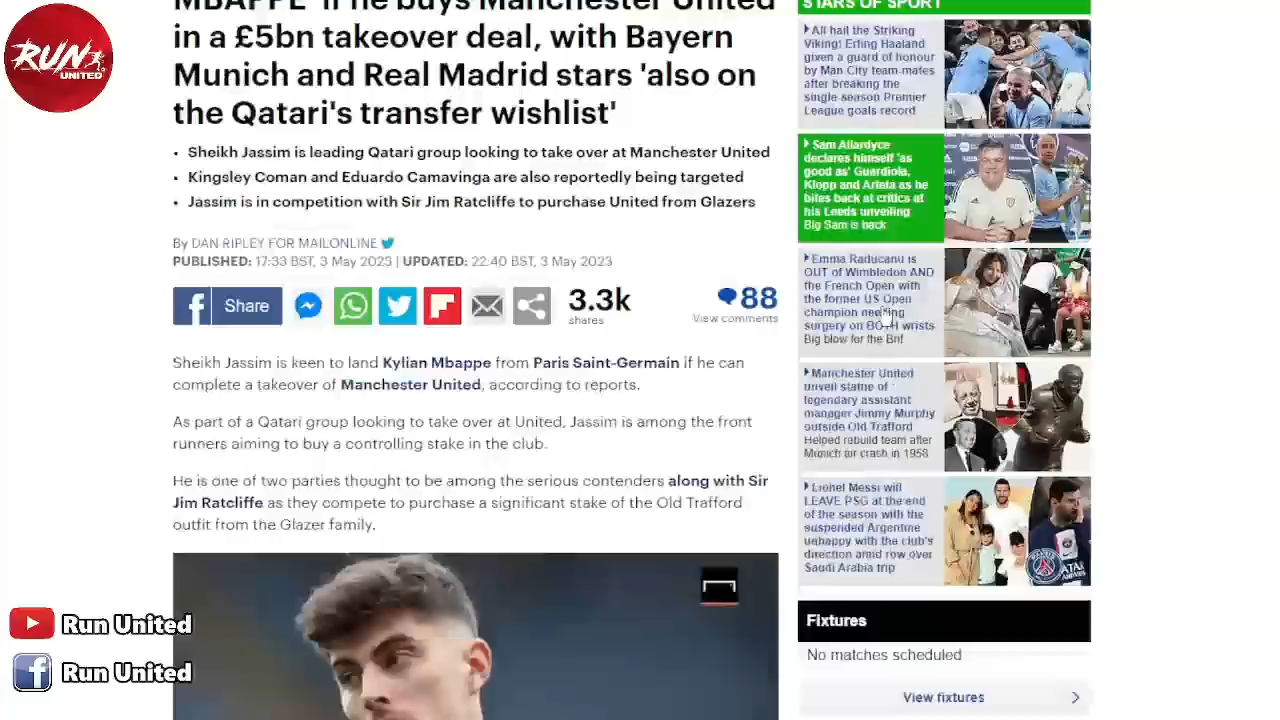 RUN
UNITED
MBAPPE' if he buys Manchester United
in a £5bn takeover deal, with Bayern
Munich and Real Madrid stars 'also on
the Qatari's transfer wishlist'
• Sheikh Jassim is leading Qatari group looking to take over at Manchester United
• Kingsley Coman and Eduardo Camavinga are also reportedly being targeted
• Jassim is in competition with Sir Jim Ratcliffe to purchase United from Glazers
By DAN RIPLEY FOR MAILONLINE
PUBLISHED: 17:33 BST, 3 May 2023 | UPDATED: 22:40 BST, 3 May 2023
Share
3.3k
shares
88
View comments
Sheikh Jassim is keen to land Kylian Mbappe from Paris Saint-Germain if he can
complete a takeover of Manchester United, according to reports.
As part of a Qatari group looking to take over at United, Jassim is among the front
runners aiming to buy a controlling stake in the club.
He is one of two parties thought to be among the serious contenders along with Sir
Jim Ratcliffe as they compete to purchase a significant stake of the Old Trafford
outfit from the Glazer family.
STARS OF SPORT
All hail the Striking
Viking! Erling Haaland
given a guard of honour
by Man City team-mates
after breaking the
single-season Premier
League goals record
Sam Allardyce
declares himself 'as
good as' Guardiola,
Klopp and Arteta as he
bites back at critics at
his Leeds unveiling
Big Sam is back
Emma Raducanu is
OUT of Wimbledon AND
the French Open with
the former US Open
champion needing
surgery on BOTH wrists
Big blow for the Brit
Manchester United
unveil statue of
legendary assistant
manager Jimmy Murphy
outside Old Trafford
Helped rebuild team after
Munich air crash in 1958
Lionel Messi will
LEAVE PSG at the end
of the season with the
suspended Argentine
unhappy with the club's
direction amid row over
Saudi Arabia trip
Fixtures
No matches scheduled
View fixtures
Run United
Run United